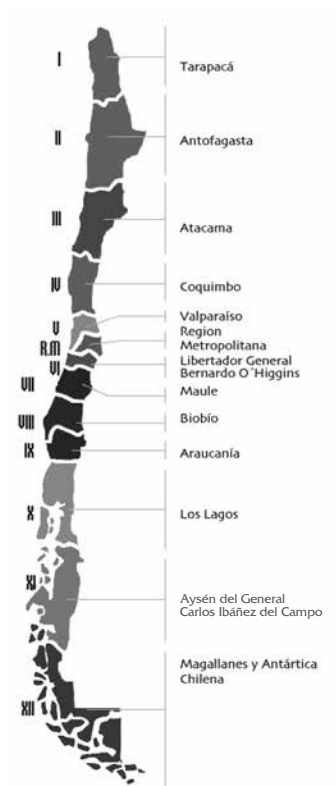 I
Tarapacá
II
Antofagasta
III
Atacama
IV
Coquimbo
V
Valparaíso
R.M
Region
Metropolitana
VI
Libertador General
Bernardo O´Higgins
VII
Maule
VIII
Biobío
IX
Araucanía
X
Los Lagos
XI
Aysén del General
Carlos Ibáñez del Campo
XII
Magallanes y Antártica
Chilena